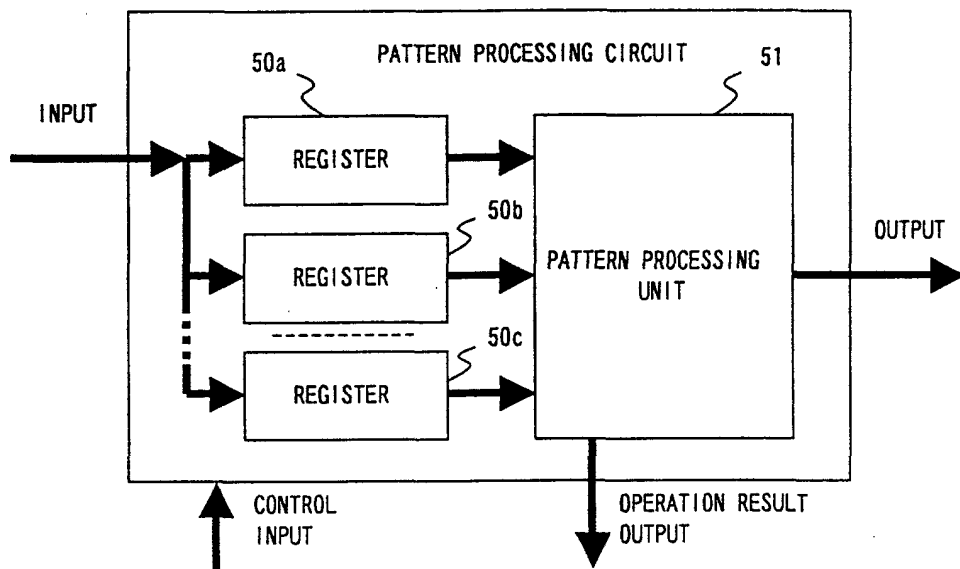 PATTERN PROCESSING CIRCUIT
50a
51
INPUT
REGISTER
50b
REGISTER
PATTERN PROCESSING
UNIT
OUTPUT
50c
REGISTER
CONTROL
INPUT
OPERATION RESULT
OUTPUT